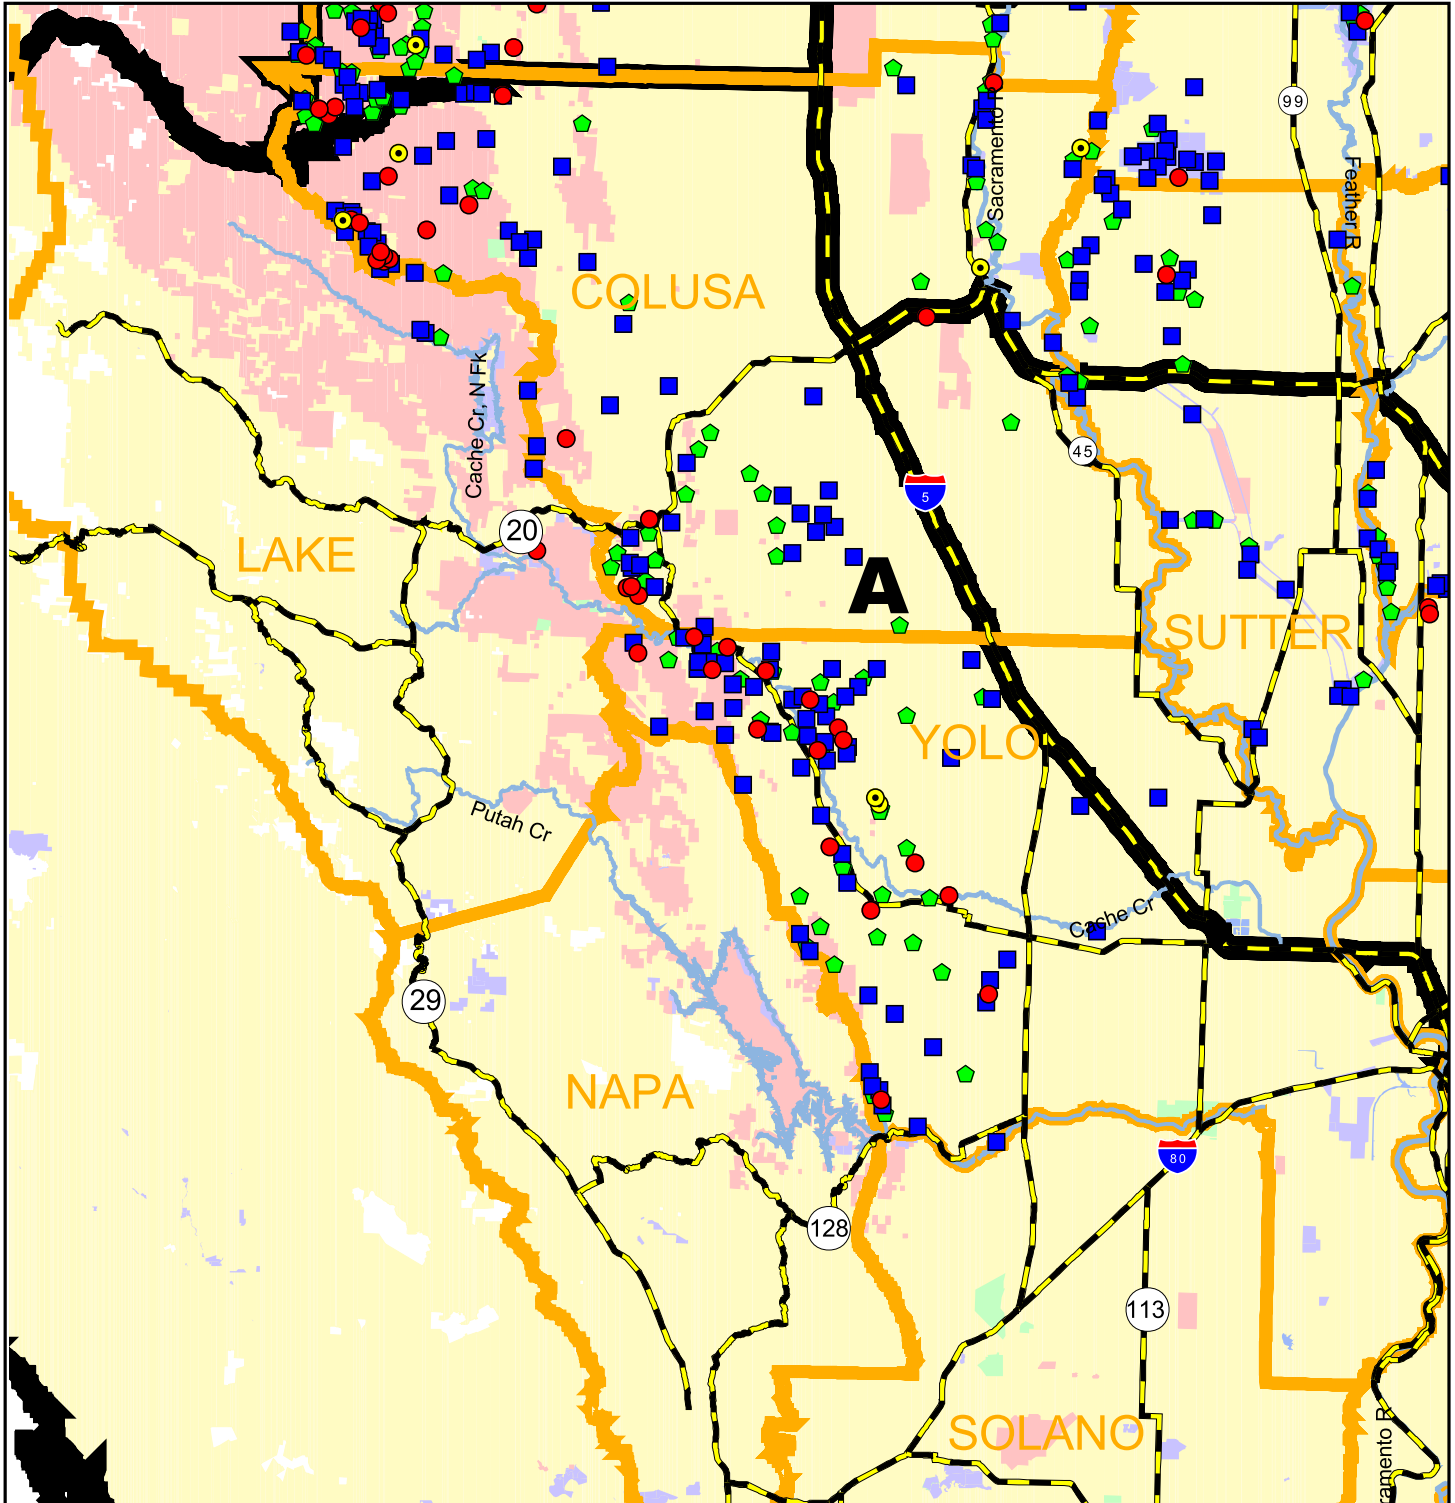 99
Sacramento R
Feather R
COLUSA
Cache Cr, N Fk
45
5
20
LAKE
A
SUTTER
YOLO
Putah Cr
Cache Cr
29
NAPA
80
128
113
SOLANO
ramento R